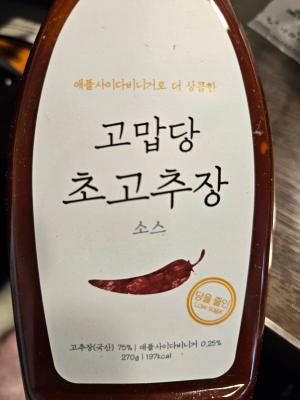 애플사이다비니거로 더 상큼한
고맙당
초고추장
소스
당을 줄인
LOW SUGAR
고추장(국산) 75% | 애플사이다비니거 0.25%
270g | 197kcal